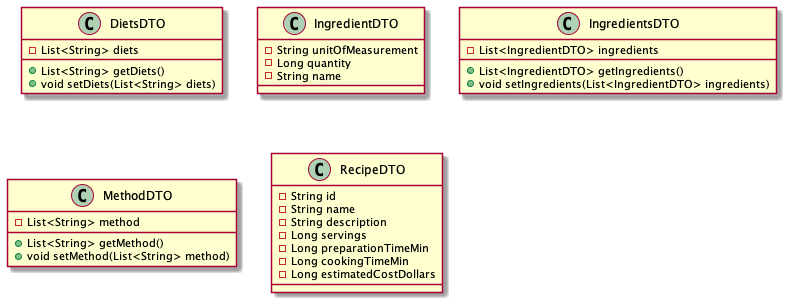 C DietsDTO
List<String> diets
List<String> getDiets()
void setDiets(List<String> diets)
C IngredientDTO
String unitOfMeasurement
Long quantity
String name
C IngredientsDTO
List<IngredientDTO> ingredients
List<IngredientDTO> getIngredients()
void setIngredients(List<IngredientDTO> ingredients)
C MethodDTO
List<String> method
List<String> getMethod()
void setMethod(List<String> method)
C RecipeDTO
String id
String name
String description
Long servings
Long preparationTimeMin
Long cookingTimeMin
Long estimatedCostDollars